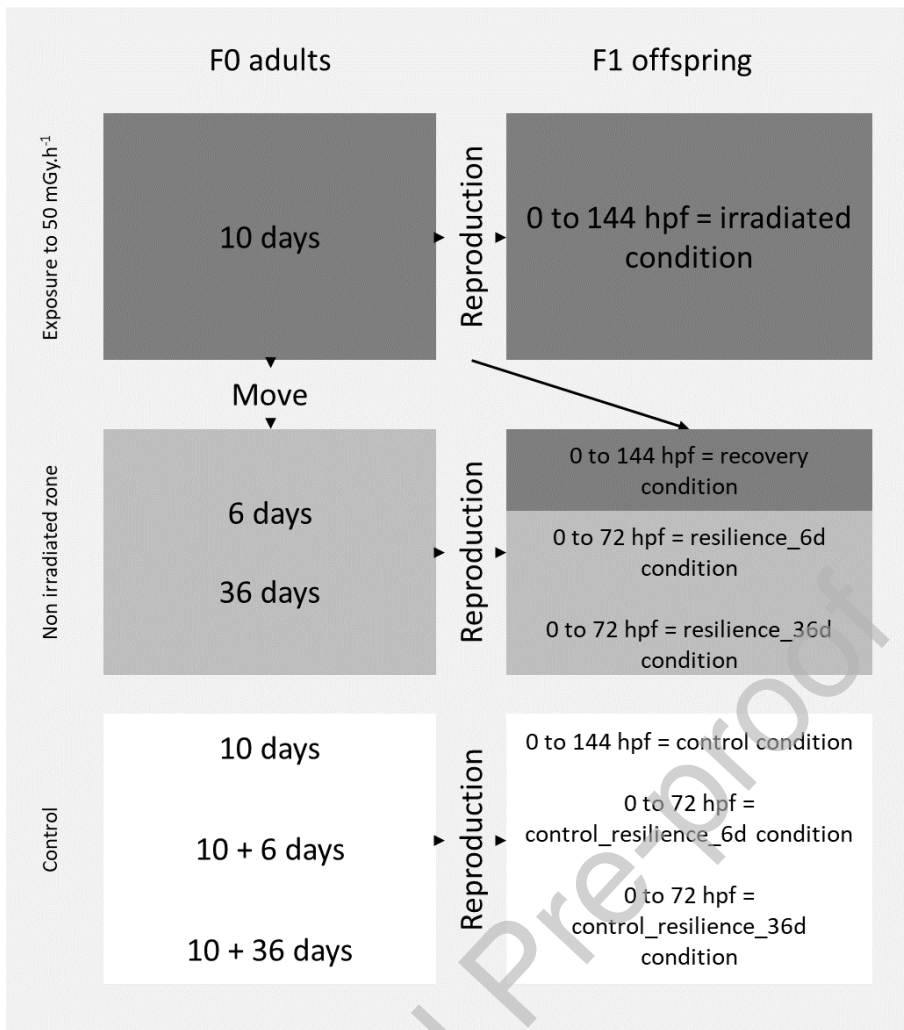 F0 adults
F1 offspring
Exposure to 50 mGy.h⁻¹
10 days
Reproduction
0 to 144 hpf = irradiated
condition
Move
Non irradiated zone
6 days
36 days
Reproduction
0 to 144 hpf = recovery
condition
0 to 72 hpf = resilience_6d
condition
0 to 72 hpf = resilience_36d
condition
Control
10 days
10 + 6 days
10 + 36 days
Reproduction
0 to 144 hpf = control condition
0 to 72 hpf =
control_resilience_6d condition
0 to 72 hpf =
control_resilience_36d
condition
Pre-proof